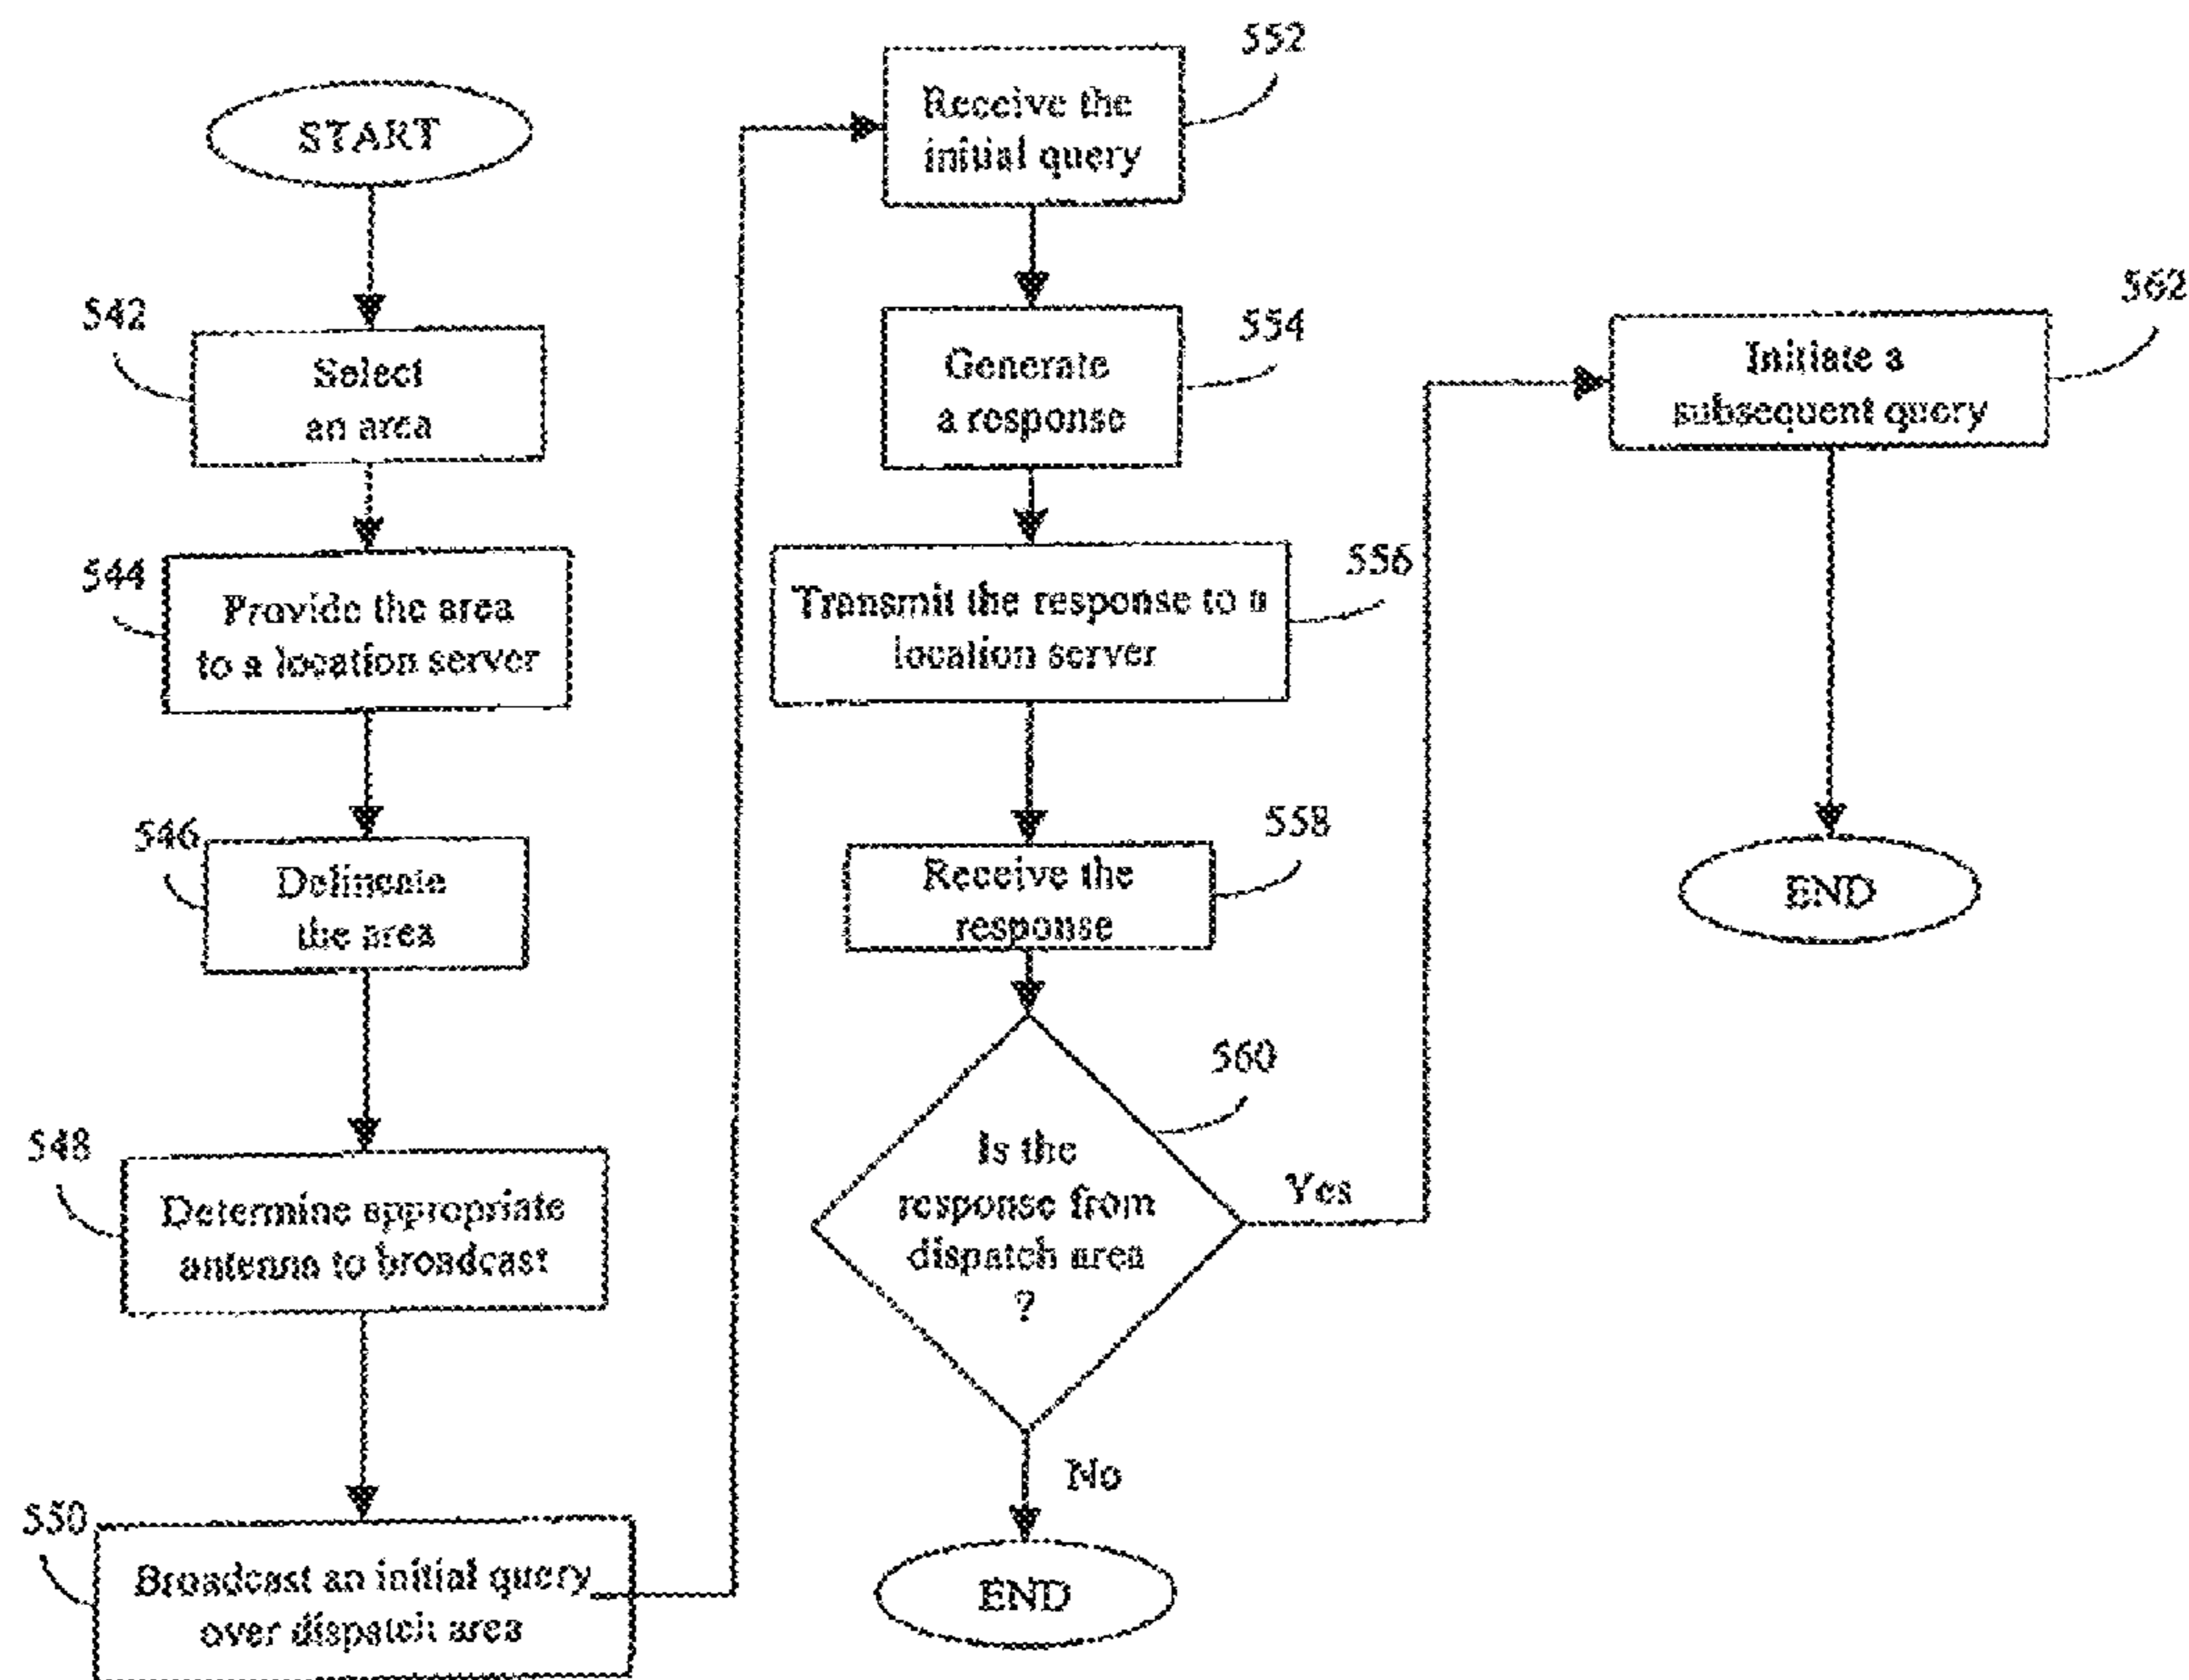 START
542
Select
an area
544
Provide the area
to a location server
546
Delineate
the area
548
Determine appropriate
antenna to broadcast
550
Broadcast an initial query
over dispatch area
552
Receive the
initial query
554
Generate
a response
556
Transmit the response to a
location server
558
Receive the
response
560
Is the
response from
dispatch area
?
Yes
No
END
562
Initiate a
subsequent query
END